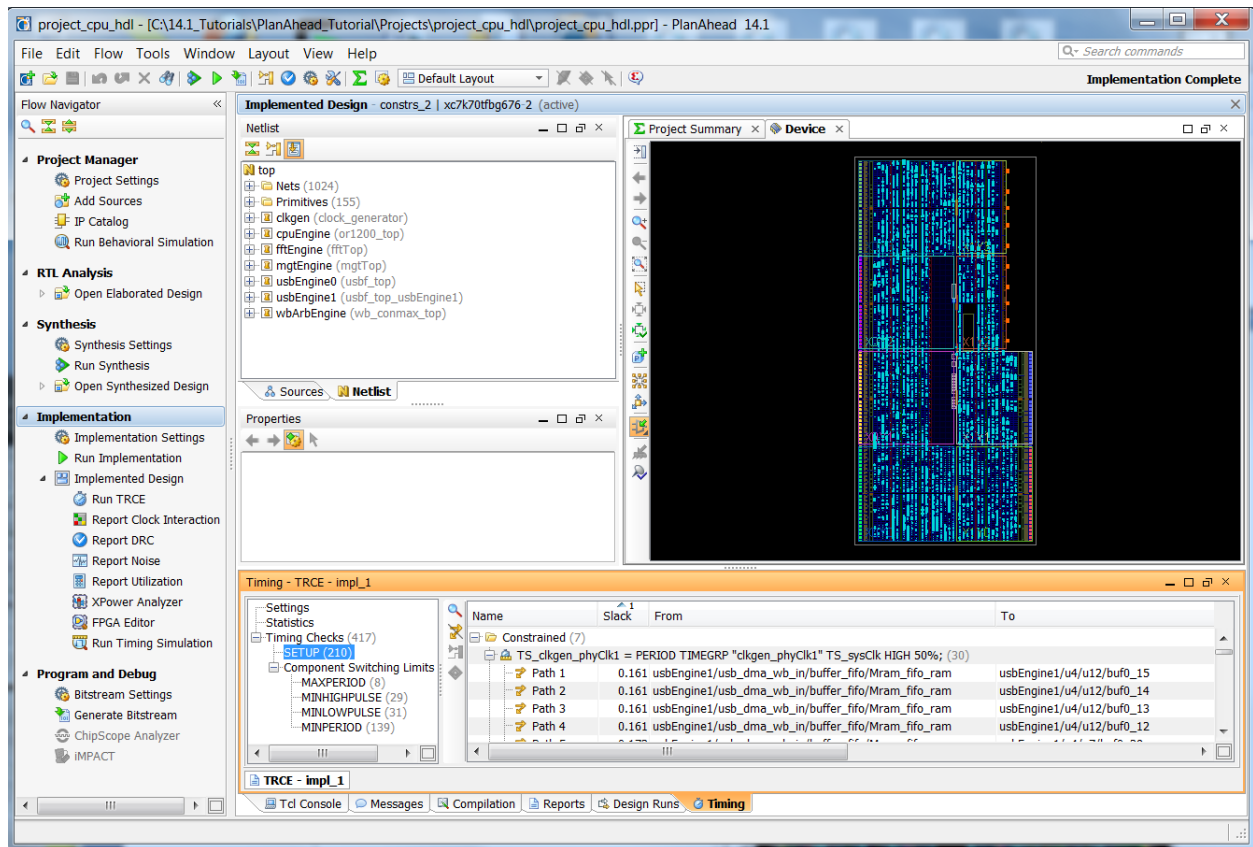 project_cpu_hdl - [C:\14.1_Tutorials\PlanAhead_Tutorial\Projects\project_cpu_hdl\project_cpu_hdl.ppr] - PlanAhead 14.1
File Edit Flow Tools Window Layout View Help
Search commands
Default Layout
Implementation Complete
Flow Navigator
Project Manager
Project Settings
Add Sources
IP Catalog
Run Behavioral Simulation
RTL Analysis
Open Elaborated Design
Synthesis
Synthesis Settings
Run Synthesis
Open Synthesized Design
Implementation
Implementation Settings
Run Implementation
Implemented Design
Run TRCE
Report Clock Interaction
Report DRC
Report Noise
Report Utilization
XPower Analyzer
FPGA Editor
Run Timing Simulation
Program and Debug
Bitstream Settings
Generate Bitstream
ChipScope Analyzer
iMPACT
Implemented Design - constrs_2 | xc7k70tfbg676-2 (active)
Netlist
top
Nets (1024)
Primitives (155)
clkgen (clock_generator)
cpuEngine (or1200_top)
fftEngine (fftTop)
mgtEngine (mgtTop)
usbEngine0 (usbf_top)
usbEngine1 (usbf_top_usbEngine1)
wbArbEngine (wb_conmax_top)
Sources Netlist
Properties
Project Summary Device
Timing - TRCE - impl_1
Settings
Statistics
Timing Checks (417)
SETUP (210)
Component Switching Limits
MAXPERIOD (8)
MINHIGHPULSE (29)
MINLOWPULSE (31)
MINPERIOD (139)
Name Slack 1 From To
Constrained (7)
TS_clkgen_phyClk1 = PERIOD TIMEGRP "clkgen_phyClk1" TS_sysClk HIGH 50%; (30)
Path 1 0.161 usbEngine1/usb_dma_wb_in/buffer_fifo/Mram_fifo_ram usbEngine1/u4/u12/buf0_15
Path 2 0.161 usbEngine1/usb_dma_wb_in/buffer_fifo/Mram_fifo_ram usbEngine1/u4/u12/buf0_14
Path 3 0.161 usbEngine1/usb_dma_wb_in/buffer_fifo/Mram_fifo_ram usbEngine1/u4/u12/buf0_13
Path 4 0.161 usbEngine1/usb_dma_wb_in/buffer_fifo/Mram_fifo_ram usbEngine1/u4/u12/buf0_12
TRCE - impl_1
Tcl Console Messages Compilation Reports Design Runs Timing